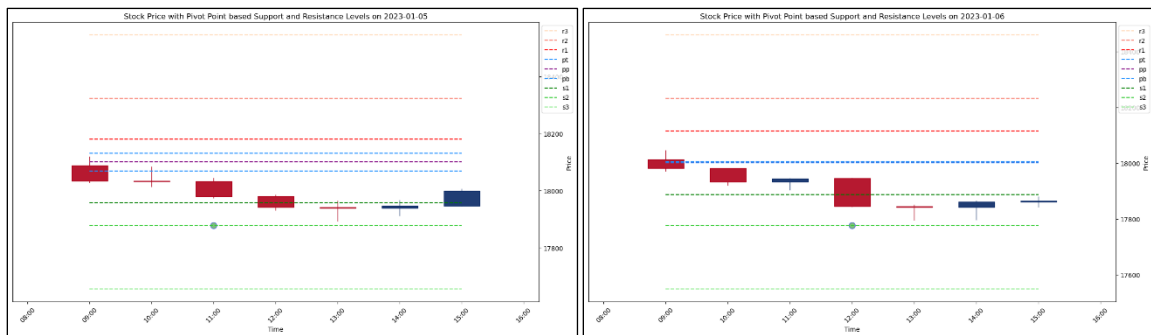 Stock Price with Pivot Point based Support and Resistance Levels on 2023-01-05
r3
r2
r1
pt
pp
pb
s1
s2
s3
18200
18000
17800
Price
08:00
09:00
10:00
11:00
12:00
13:00
14:00
15:00
16:00
Time
Stock Price with Pivot Point based Support and Resistance Levels on 2023-01-06
r3
r2
r1
pt
pp
pb
s1
s2
s3
18000
17800
17600
Price
08:00
09:00
10:00
11:00
12:00
13:00
14:00
15:00
16:00
Time